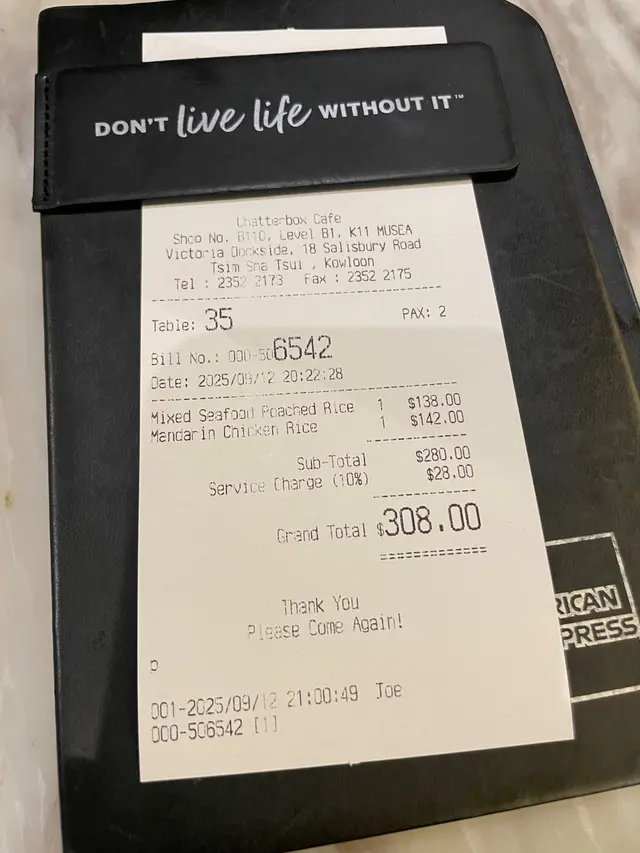 DON'T live life WITHOUT IT™
Chatterbox Cafe
Shop No. B110, Level B1, K11 MUSEA
Victoria Dockside, 18 Salisbury Road
Tsim Sha Tsui , Kowloon
Tel : 2352 2173 Fax : 2352 2175
Table: 35 PAX: 2
Bill No.: 000-506542
Date: 2025/09/12 20:22:28
Mixed Seafood Poached Rice 1 $138.00
Mandarin Chicken Rice 1 $142.00
Sub-Total $280.00
Service Charge (10%) $28.00
Grand Total $308.00
Thank You
Please Come Again!
p
001-2025/09/12 21:00:49 Joe
000-506542 [1]
RICAN
PRESS